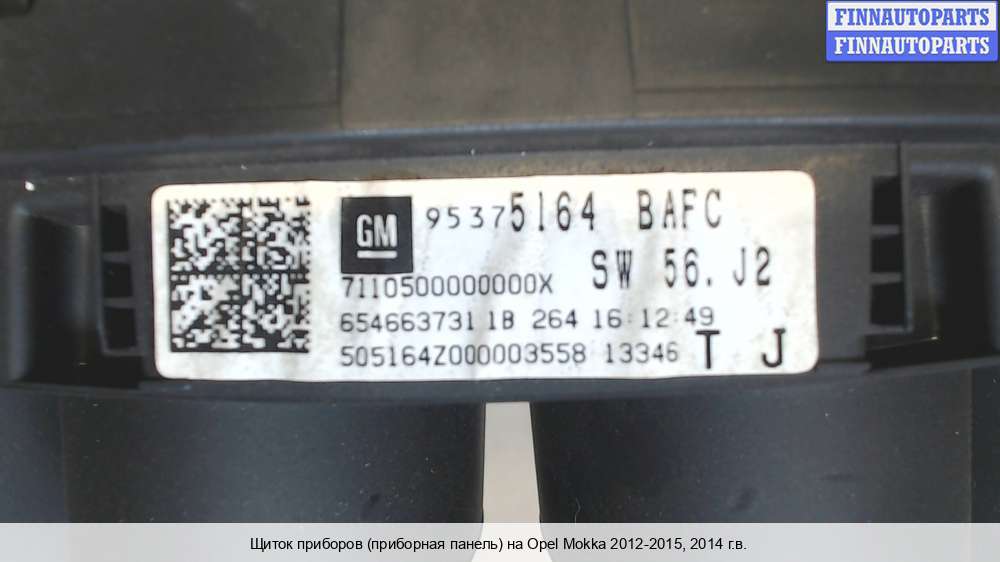 FINNAUTOPARTS
FINNAUTOPARTS
GM 95375164 BAFC
7110500000000X SW 56. J2
654663731 1B 264 16:12:49
505164Z000003558 13346 T J
Щиток приборов (приборная панель) на Opel Mokka 2012-2015, 2014 г.в.